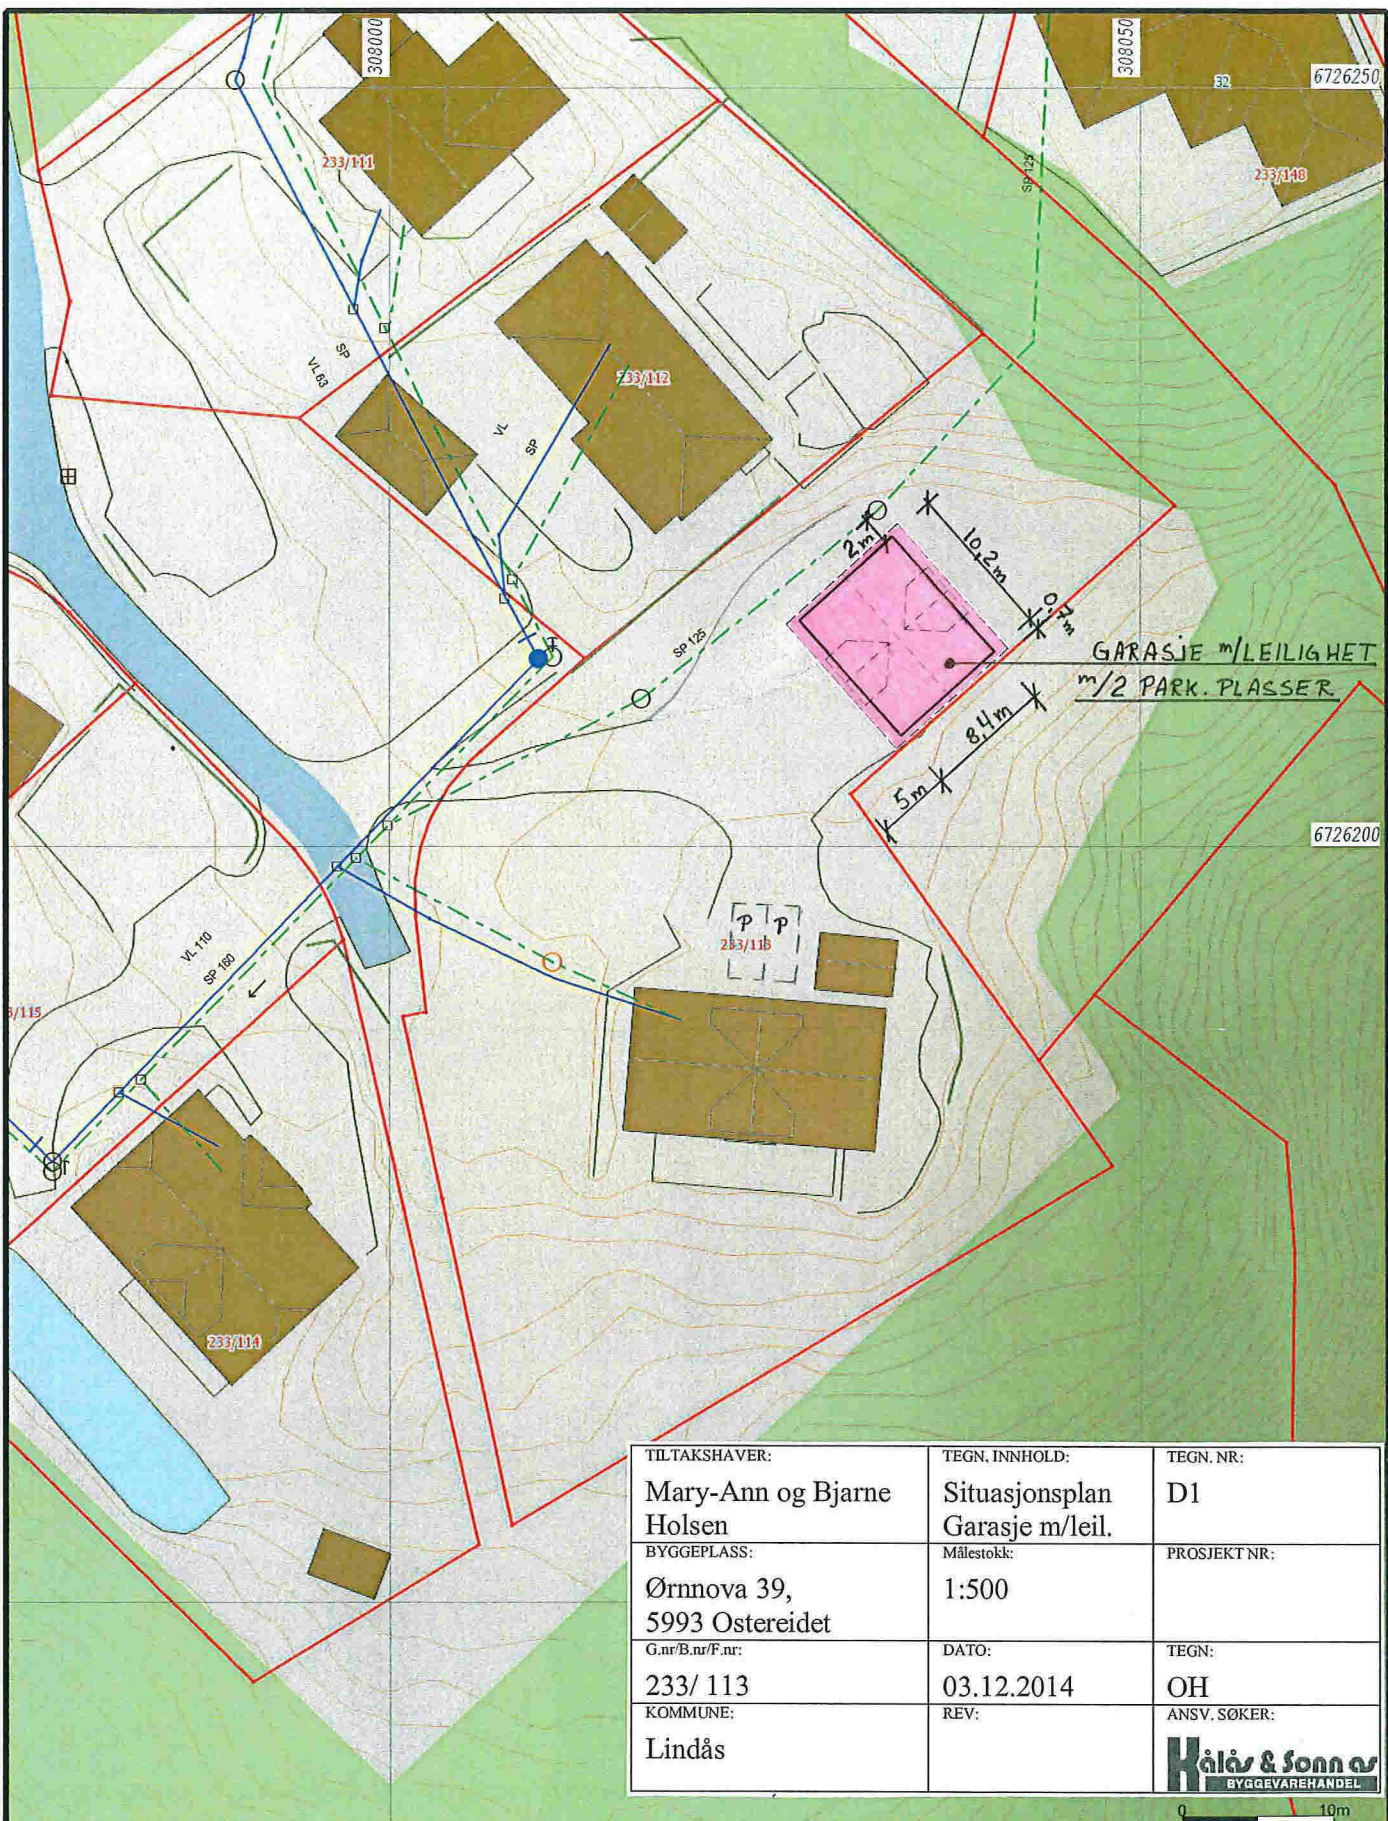 308000
308050
6726250
32
233/111
233/148
SP 125
SP
VL 63
233/112
VL
SP
2m
10,2m
0,7m
SP 125
GARASJE m/LEILIGHET
m/2 PARK. PLASSER
8,4m
5m
6726200
P P
233/113
VL 110
SP 160
3/115
233/114
TILTAKSHAVER:
Mary-Ann og Bjarne
Holsen
TEGN. INNHOLD:
Situasjonsplan
Garasje m/leil.
TEGN. NR:
D1
BYGGEPLASS:
Ørnnova 39,
5993 Ostereidet
Målestokk:
1:500
PROSJEKT NR:
G.nr/B.nr/F.nr:
233/ 113
DATO:
03.12.2014
TEGN:
OH
KOMMUNE:
Lindås
REV:
ANSV. SØKER:
Kålås & Sonn as
BYGGEVAREHANDEL
0 10m